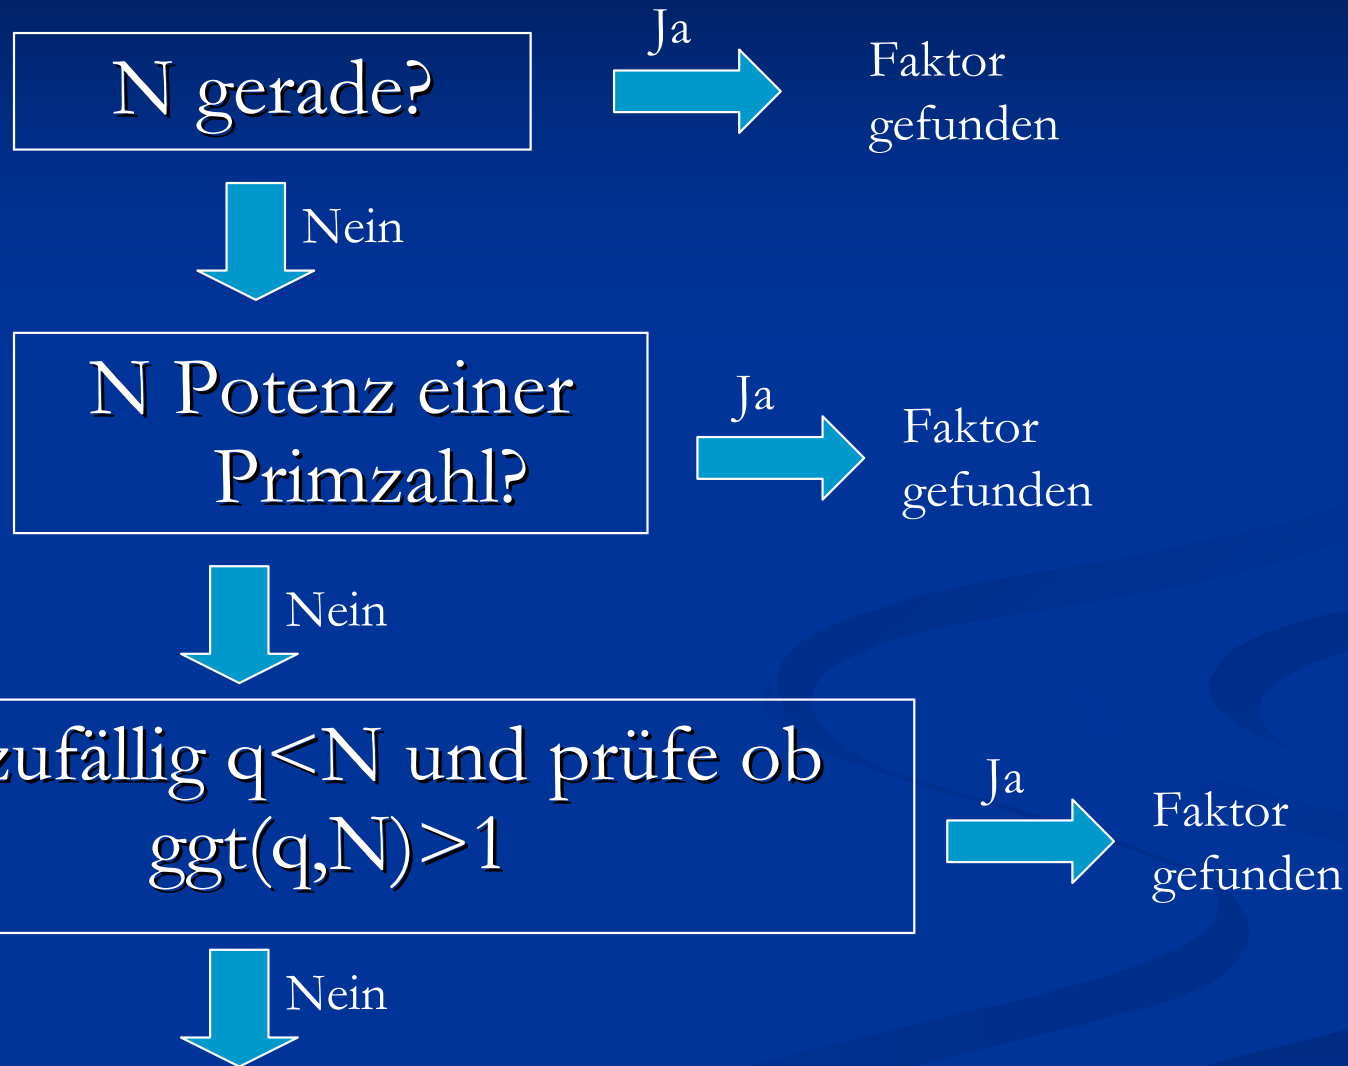 N gerade?
Ja
Faktor
gefunden
Nein
N Potenz einer
Primzahl?
Ja
Faktor
gefunden
Nein
zufällig q<N und prüfe ob
ggt(q,N)>1
Ja
Faktor
gefunden
Nein